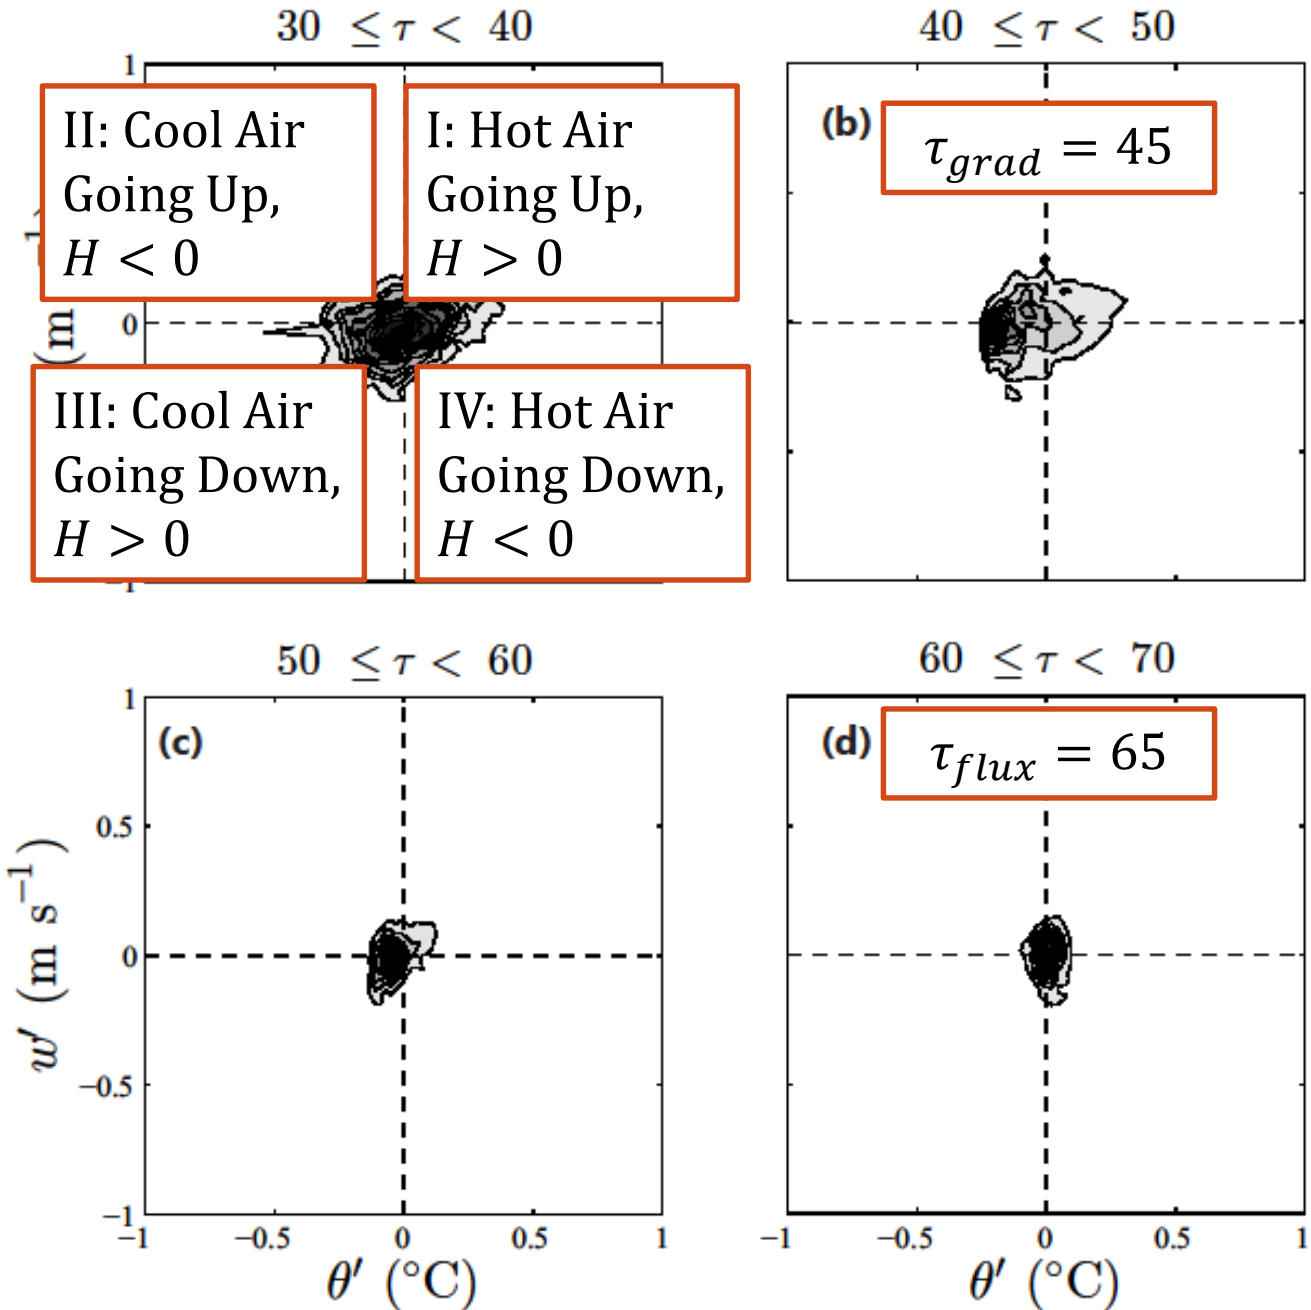 30 ≤ τ < 40
40 ≤ τ < 50
1
II: Cool Air
Going Up,
H < 0
I: Hot Air
Going Up,
H > 0
(b)
τ_grad = 45
(m
0
III: Cool Air
Going Down,
H > 0
IV: Hot Air
Going Down,
H < 0
50 ≤ τ < 60
60 ≤ τ < 70
1
(c)
(d)
τ_flux = 65
0.5
0
−0.5
−1
w′ (m s⁻¹)
−1 −0.5 0 0.5 1
−1 −0.5 0 0.5 1
θ′ (°C)
θ′ (°C)